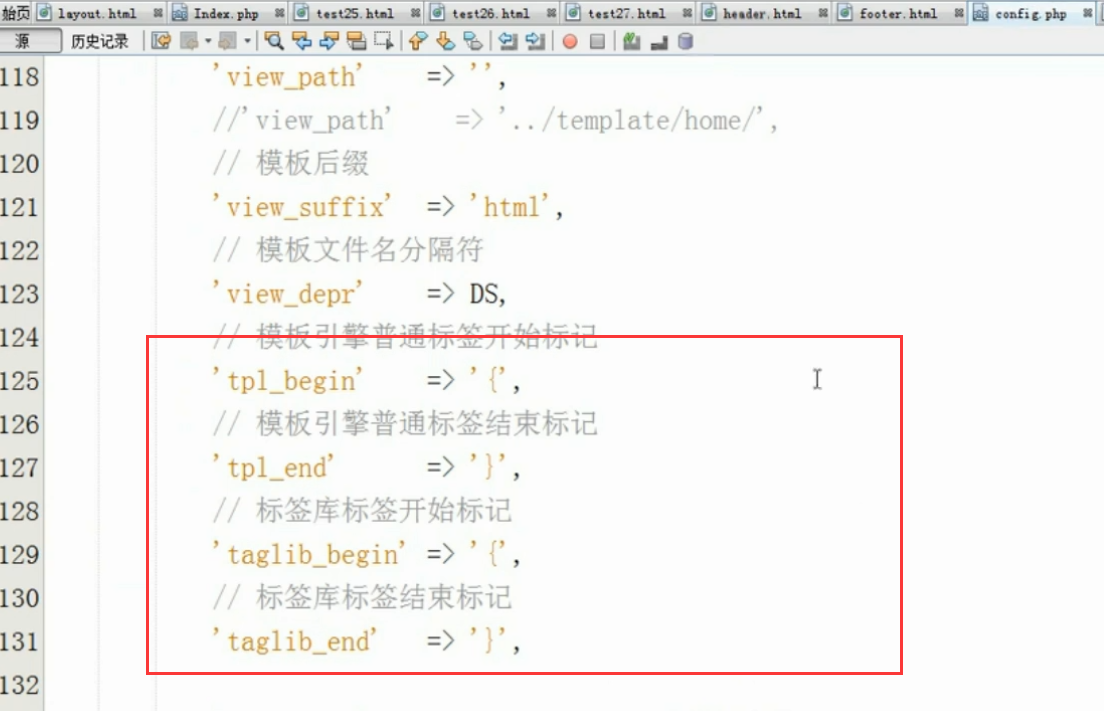 始页 layout.html Index.php test25.html test26.html test27.html header.html footer.html config.php
源 历史记录
118 'view_path' => '',
119 //'view_path' => '../template/home/',
120 // 模板后缀
121 'view_suffix' => 'html',
122 // 模板文件名分隔符
123 'view_depr' => DS,
124 // 模板引擎普通标签开始标记
125 'tpl_begin' => '{',
126 // 模板引擎普通标签结束标记
127 'tpl_end' => '}',
128 // 标签库标签开始标记
129 'taglib_begin' => '{',
130 // 标签库标签结束标记
131 'taglib_end' => '}',
132